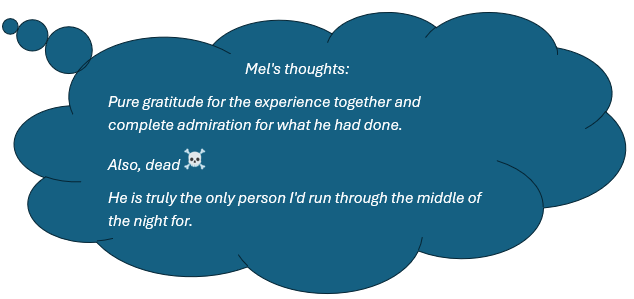 Mel's thoughts:
Pure gratitude for the experience together and
complete admiration for what he had done.
Also, dead ☠️
He is truly the only person I'd run through the middle of
the night for.